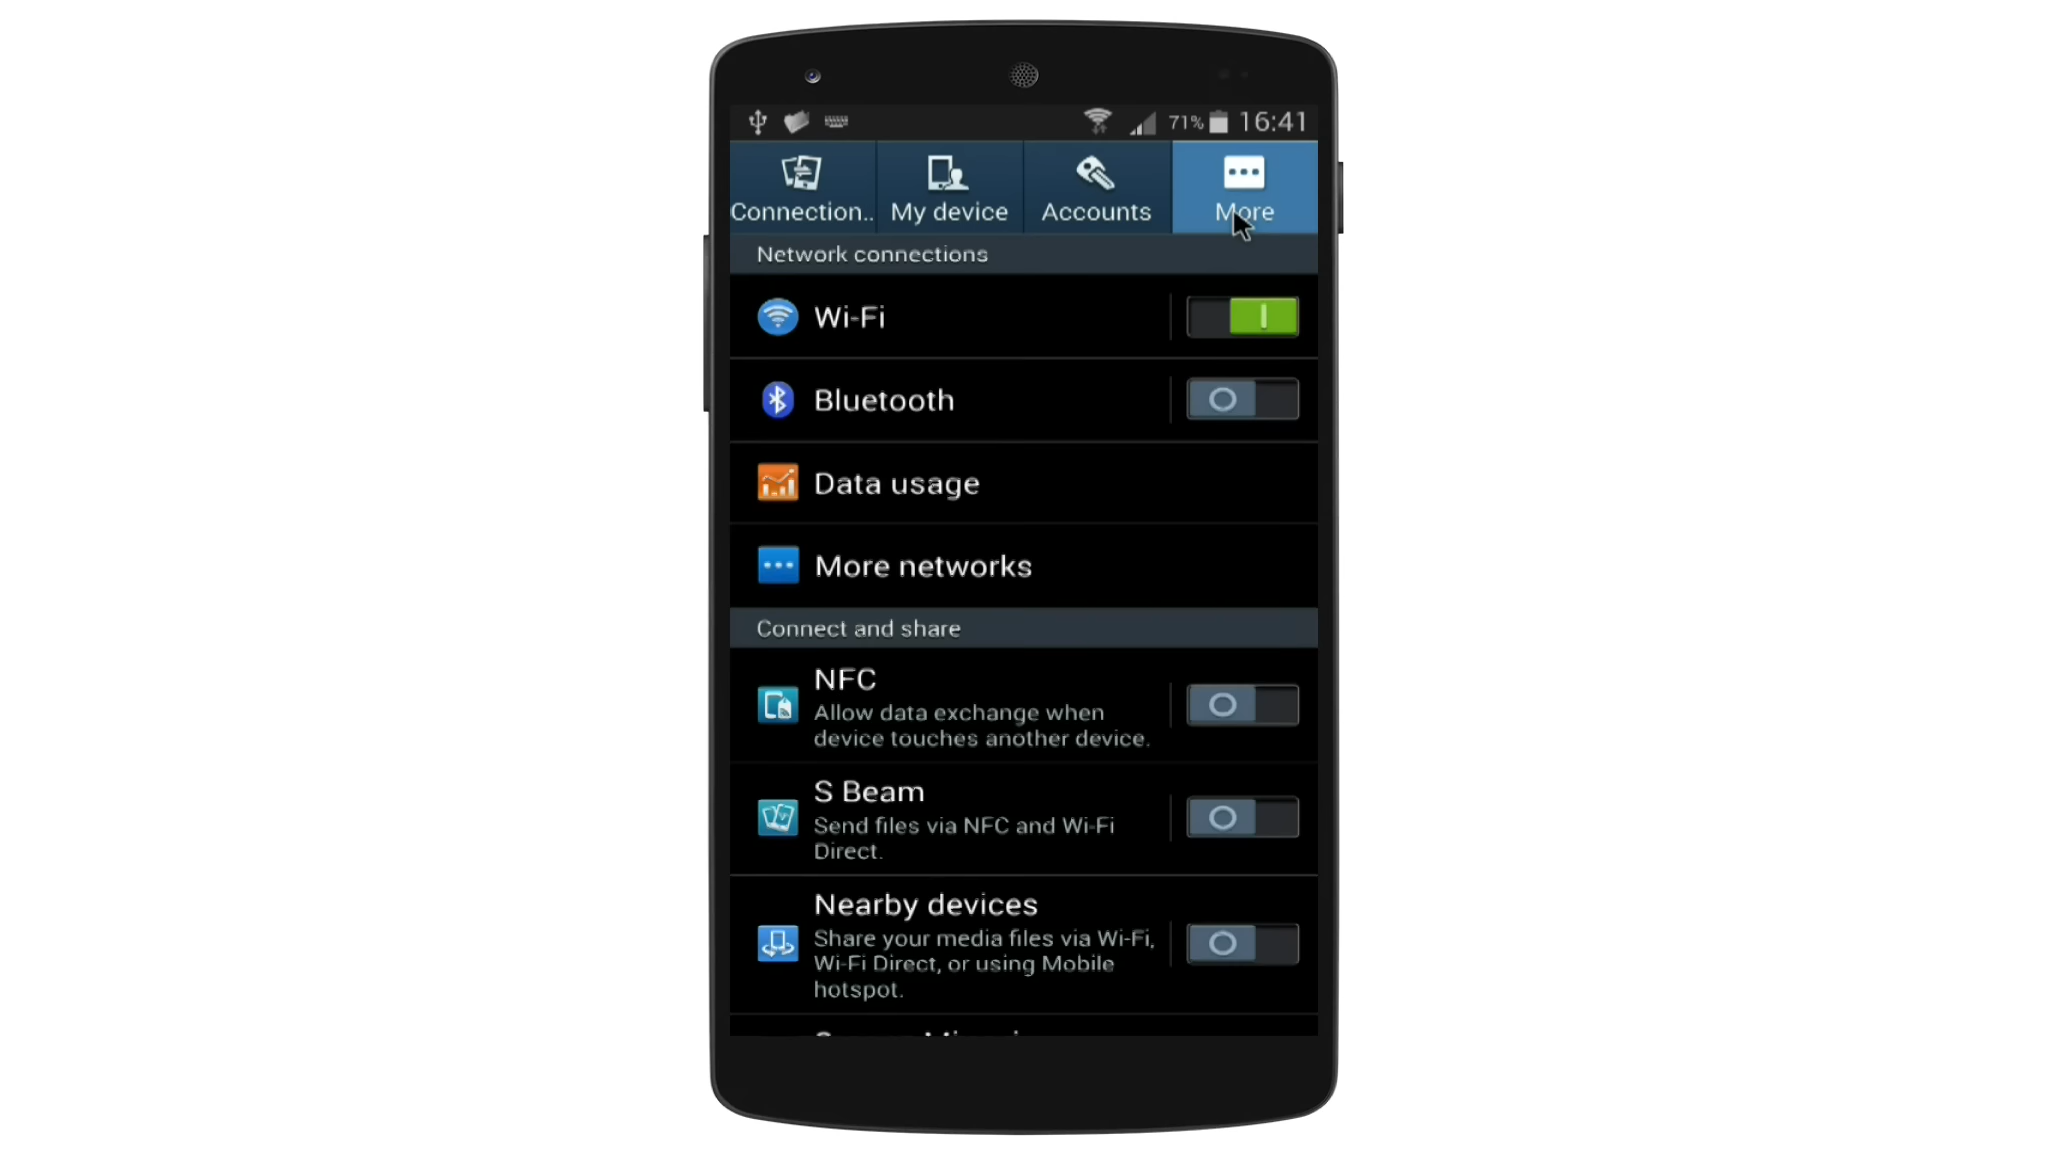 71% 16:41
Connection.. My device Accounts More
Network connections
Wi-Fi
Bluetooth
Data usage
More networks
Connect and share
NFC
Allow data exchange when
device touches another device.
S Beam
Send files via NFC and Wi-Fi
Direct.
Nearby devices
Share your media files via Wi-Fi,
Wi-Fi Direct, or using Mobile
hotspot.